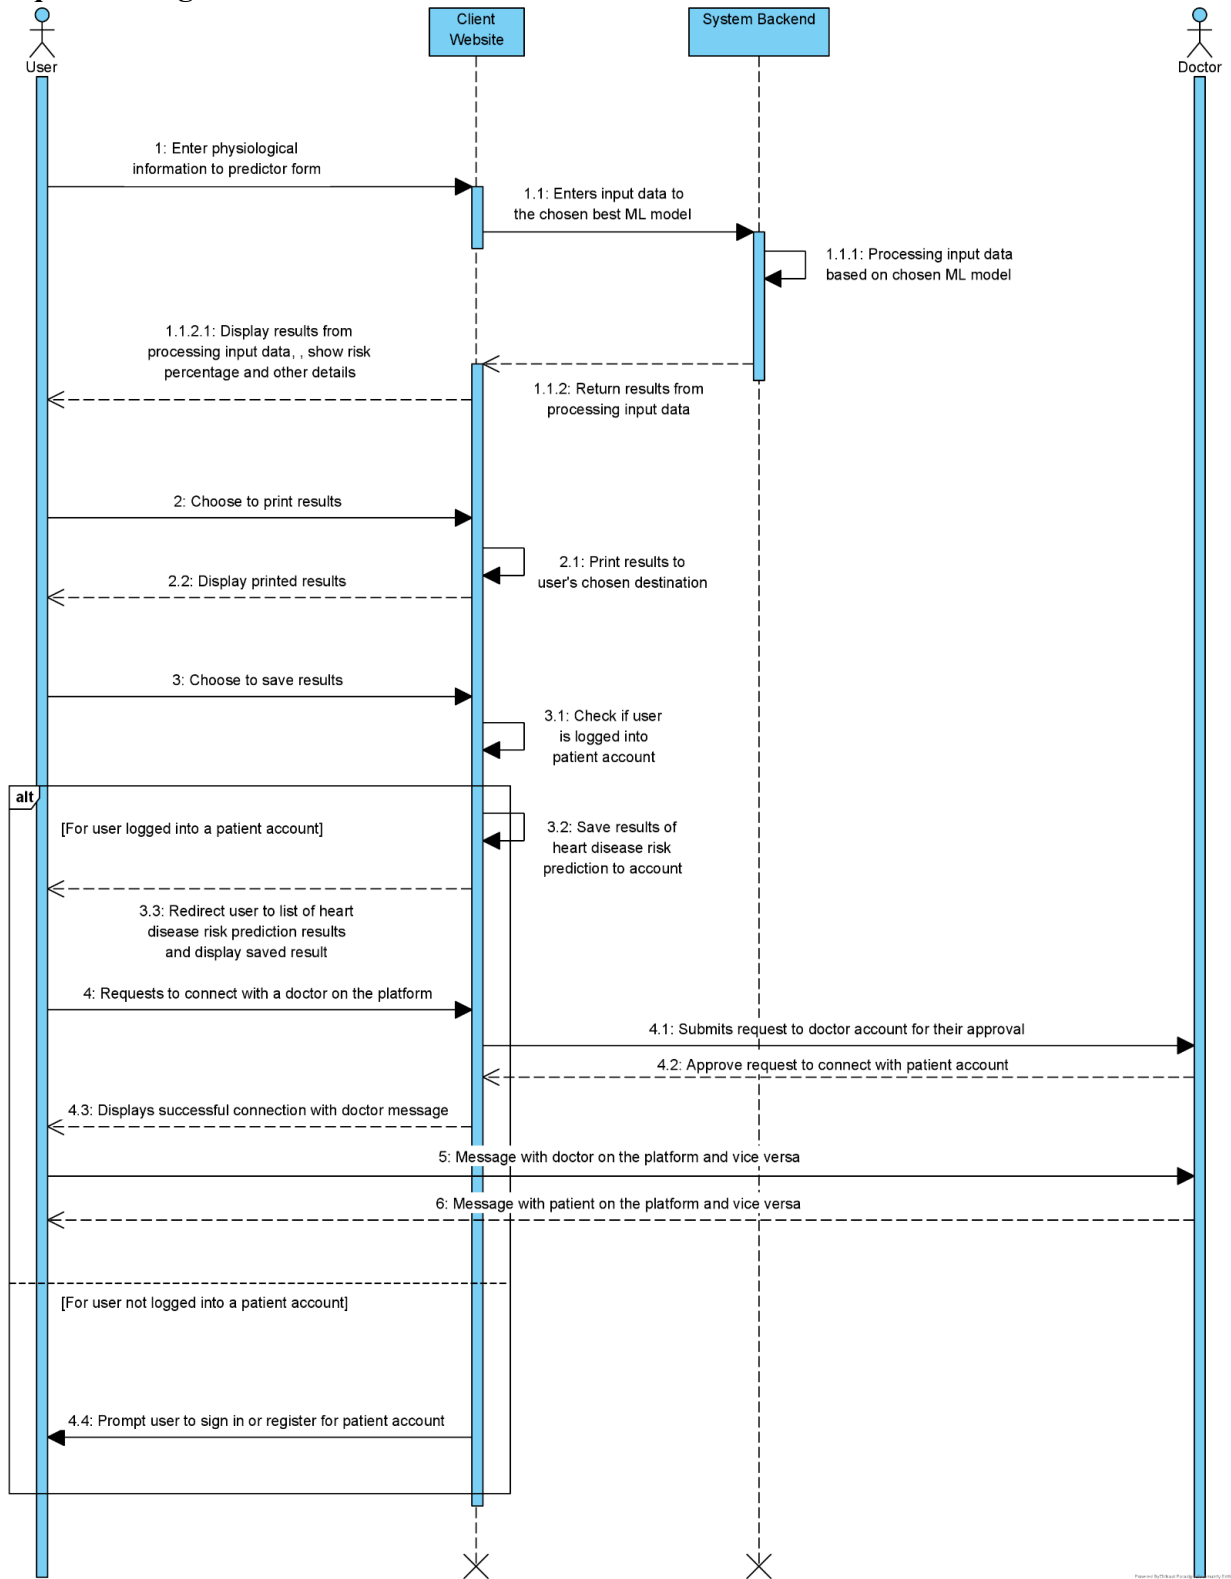 User
Client
Website
System Backend
Doctor
1: Enter physiological
information to predictor form
1.1: Enters input data to
the chosen best ML model
1.1.1: Processing input data
based on chosen ML model
1.1.2.1: Display results from
processing input data, , show risk
percentage and other details
1.1.2: Return results from
processing input data
2: Choose to print results
2.1: Print results to
user's chosen destination
2.2: Display printed results
3: Choose to save results
3.1: Check if user
is logged into
patient account
alt
[For user logged into a patient account]
3.2: Save results of
heart disease risk
prediction to account
3.3: Redirect user to list of heart
disease risk prediction results
and display saved result
4: Requests to connect with a doctor on the platform
4.1: Submits request to doctor account for their approval
4.2: Approve request to connect with patient account
4.3: Displays successful connection with doctor message
5: Message with doctor on the platform and vice versa
6: Message with patient on the platform and vice versa
[For user not logged into a patient account]
4.4: Prompt user to sign in or register for patient account